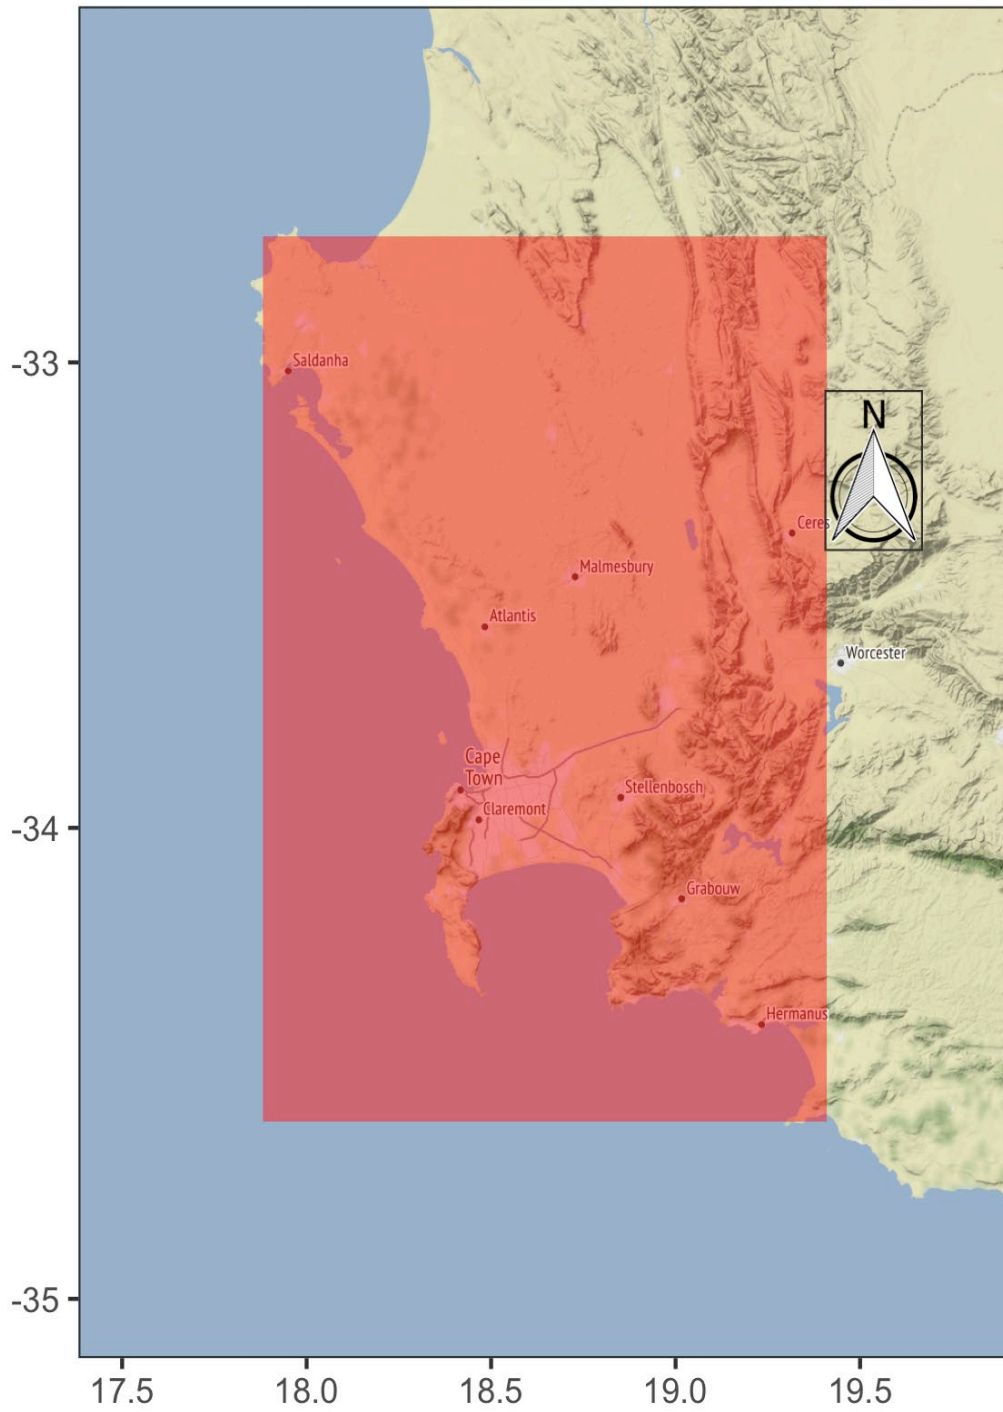 Saldanha
-33
N
Ceres
Malmesbury
Atlantis
Worcester
Cape
Town
Stellenbosch
Claremont
-34
Grabouw
Hermanus
-35
17.5 18.0 18.5 19.0 19.5